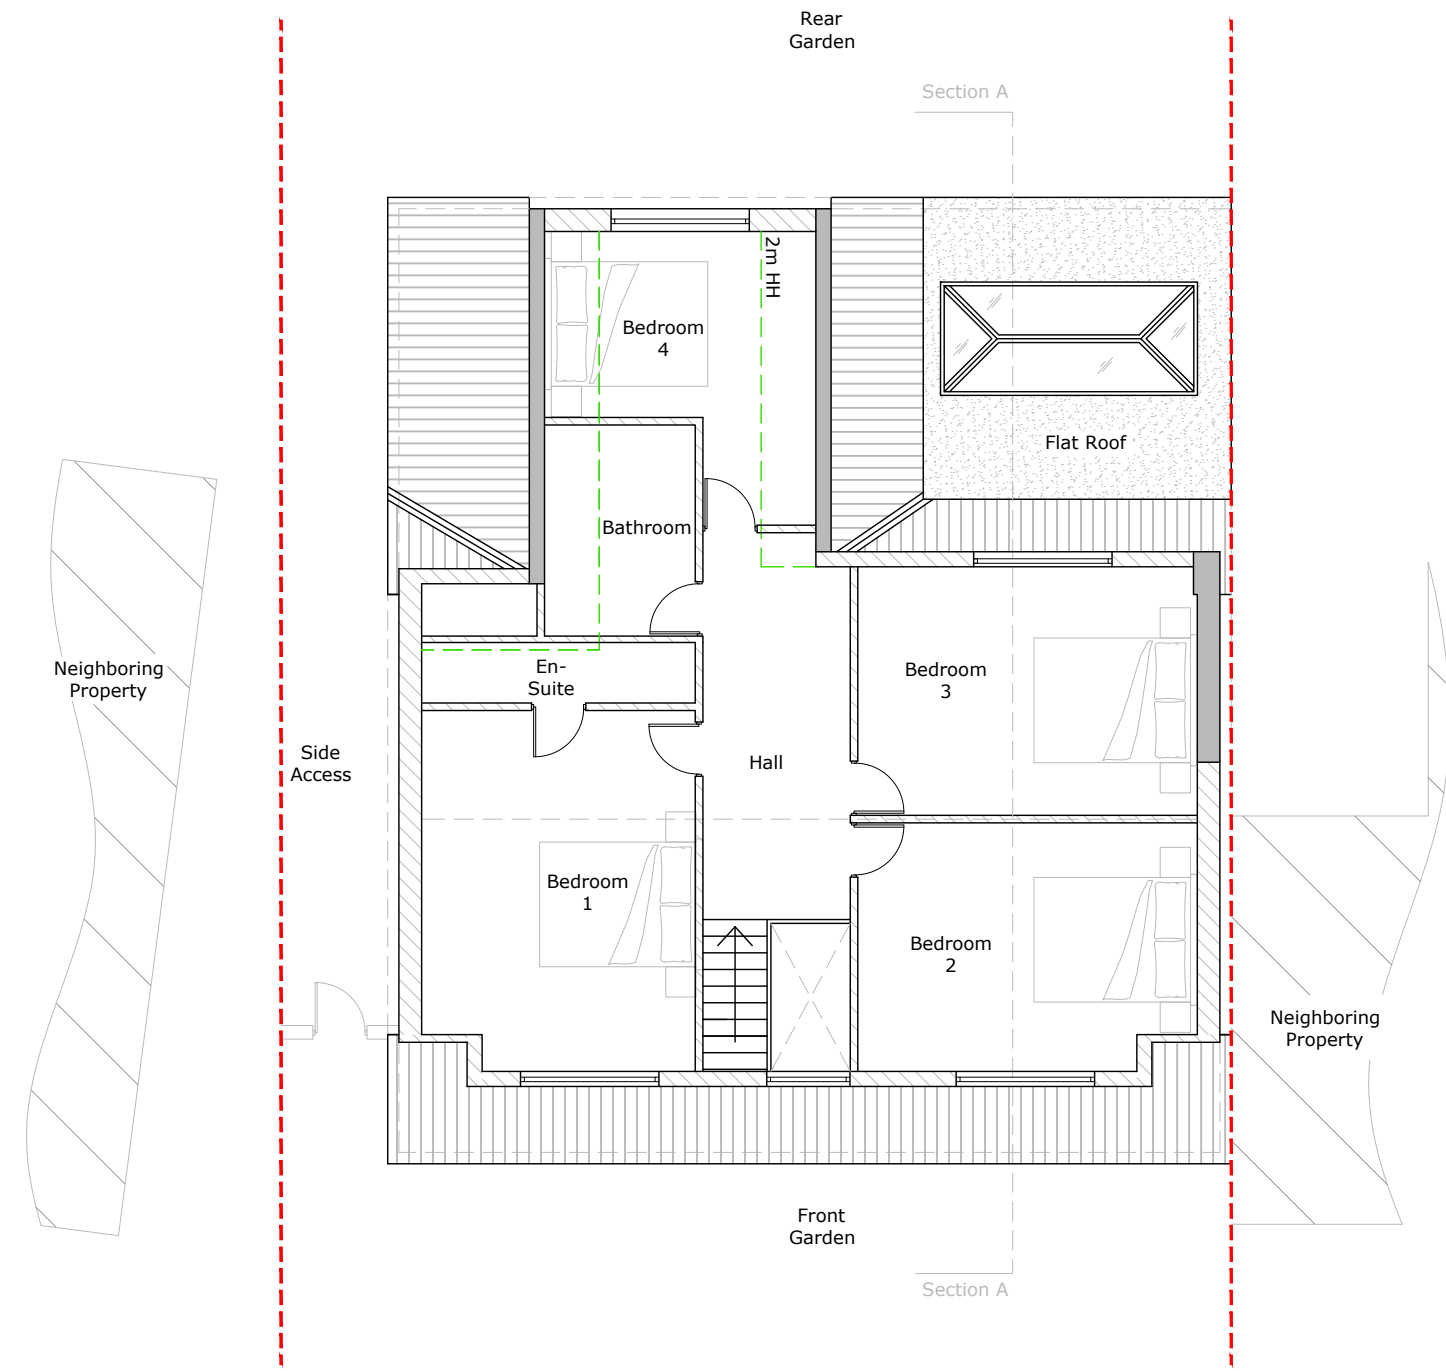 Rear
Garden
Section A
2m HH
Bedroom
4
Flat Roof
Bathroom
Neighboring
Property
En-
Suite
Bedroom
3
Side
Access
Hall
Bedroom
1
Bedroom
2
Neighboring
Property
Front
Garden
Section A